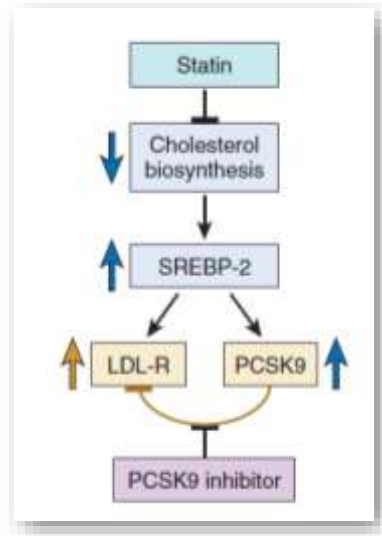 Statin
Cholesterol
biosynthesis
SREBP-2
LDL-R
PCSK9
PCSK9 inhibitor